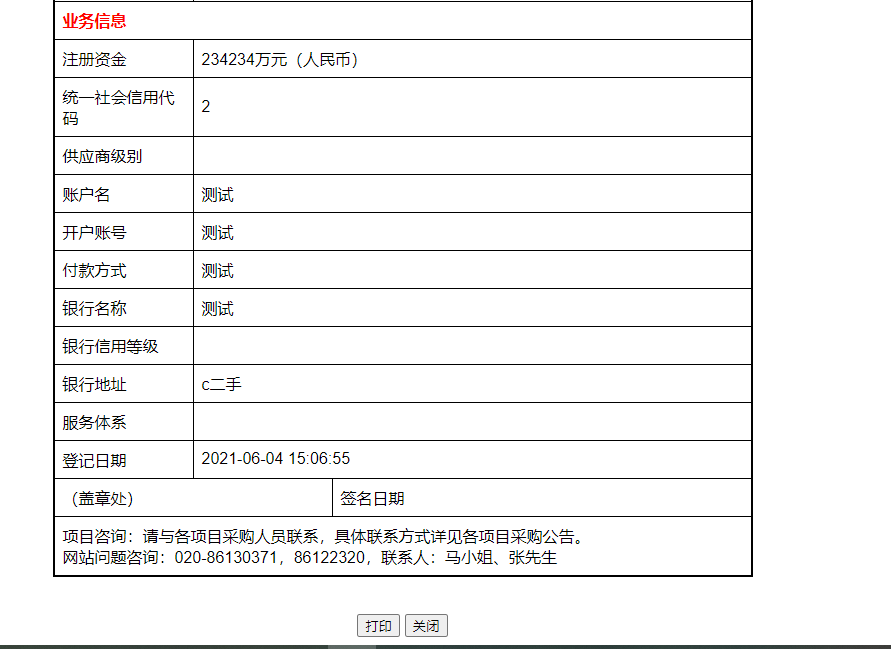 业务信息
注册资金 234234万元（人民币）
统一社会信用代
码 2
供应商级别
账户名 测试
开户账号 测试
付款方式 测试
银行名称 测试
银行信用等级
银行地址 c二手
服务体系
登记日期 2021-06-04 15:06:55
（盖章处） 签名日期
项目咨询：请与各项目采购人员联系，具体联系方式详见各项目采购公告。
网站问题咨询：020-86130371，86122320，联系人：马小姐、张先生
打印 关闭